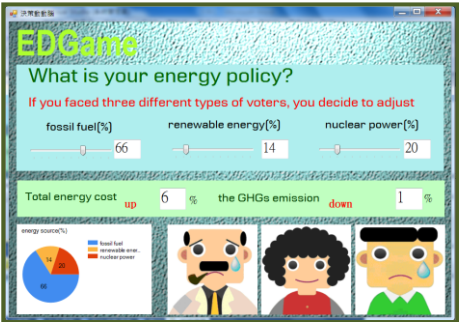 EDGame
What is your energy policy?
If you faced three different types of voters, you decide to adjust
fossil fuel(%) renewable energy(%) nuclear power(%)
66 14 20
Total energy cost up 6 % the GHGs emission down 1 %
energy source(%)
fossil fuel
renewable ener...
nuclear power
14
20
66